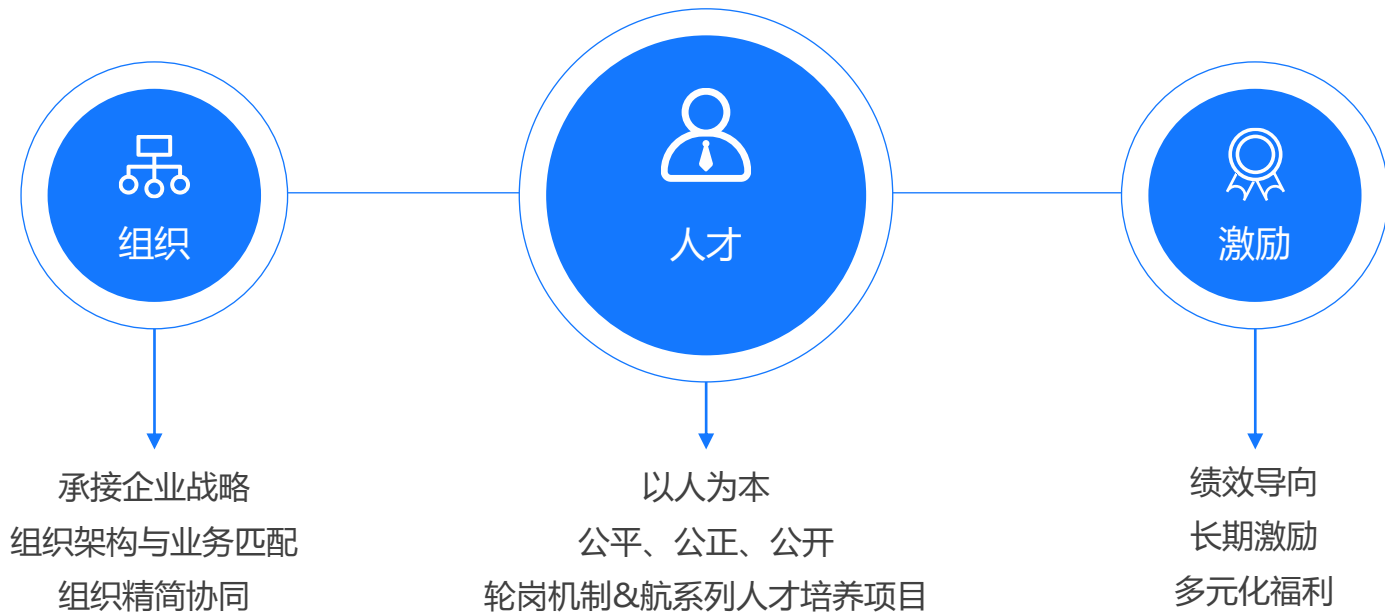 组织
人才
激励
承接企业战略
组织架构与业务匹配
组织精简协同
以人为本
公平、公正、公开
轮岗机制&航系列人才培养项目
绩效导向
长期激励
多元化福利